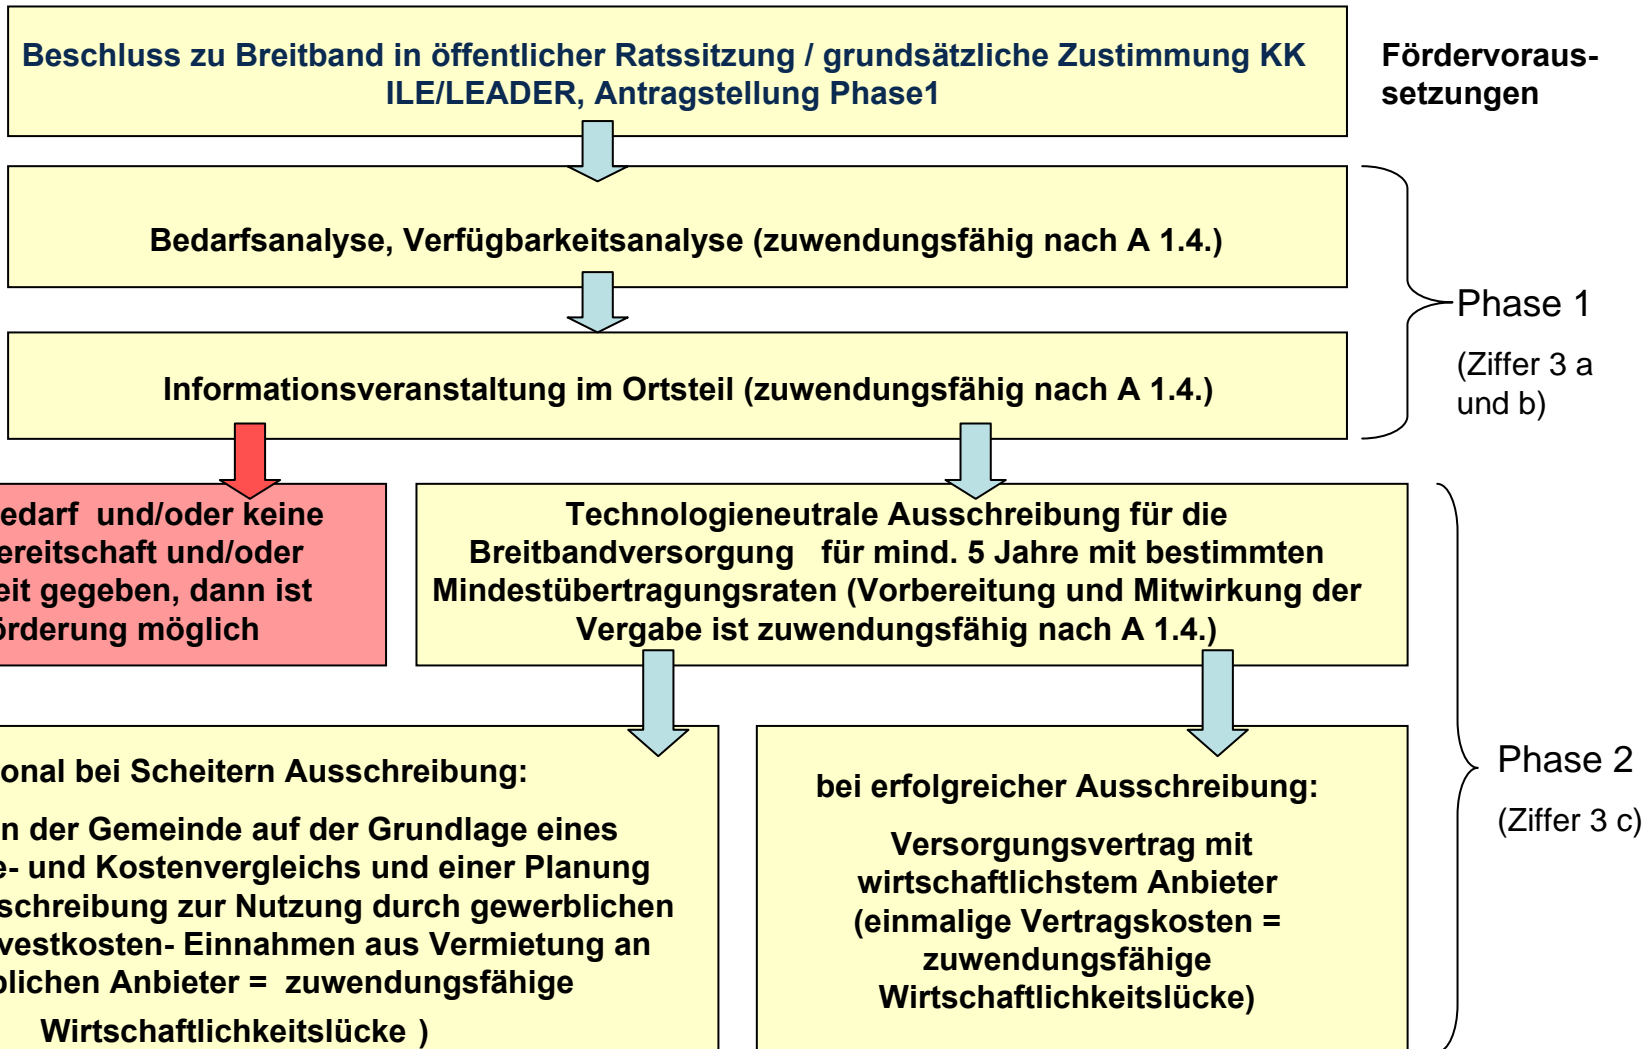 Beschluss zu Breitband in öffentlicher Ratssitzung / grundsätzliche Zustimmung KK
ILE/LEADER, Antragstellung Phase1
Fördervoraus-
setzungen
Bedarfsanalyse, Verfügbarkeitsanalyse (zuwendungsfähig nach A 1.4.)
Informationsveranstaltung im Ortsteil (zuwendungsfähig nach A 1.4.)
Phase 1
(Ziffer 3 a
und b)
und/oder keine
und/oder
gegeben, dann ist
möglich
Technologieneutrale Ausschreibung für die
Breitbandversorgung für mind. 5 Jahre mit bestimmten
Mindestübertragungsraten (Vorbereitung und Mitwirkung der
Vergabe ist zuwendungsfähig nach A 1.4.)
bei Scheitern Ausschreibung:
der Gemeinde auf der Grundlage eines
und Kostenvergleichs und einer Planung
zur Nutzung durch gewerblichen
Einnahmen aus Vermietung an
Anbieter = zuwendungsfähige
Wirtschaftlichkeitslücke )
bei erfolgreicher Ausschreibung:
Versorgungsvertrag mit
wirtschaftlichstem Anbieter
(einmalige Vertragskosten =
zuwendungsfähige
Wirtschaftlichkeitslücke)
Phase 2
(Ziffer 3 c)